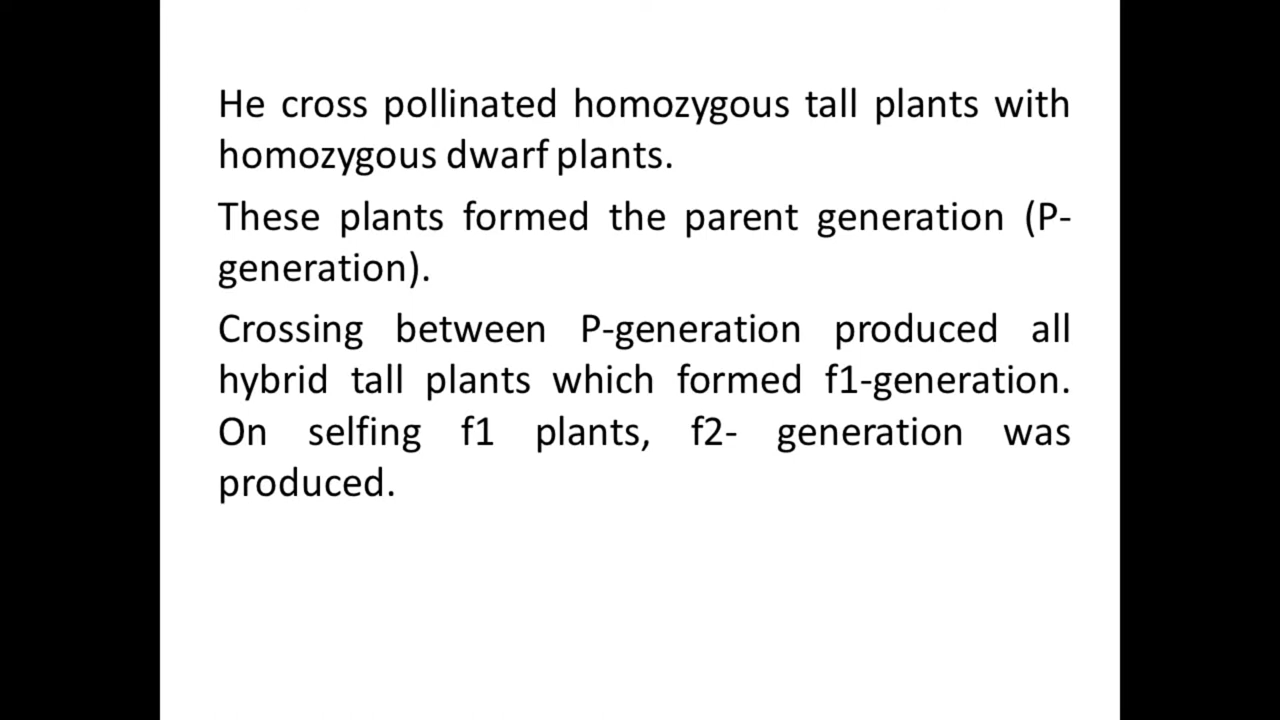 He cross pollinated homozygous tall plants with
homozygous dwarf plants.
These plants formed the parent generation (P-
generation).
Crossing between P-generation produced all
hybrid tall plants which formed f1-generation.
On selfing f1 plants, f2- generation was
produced.